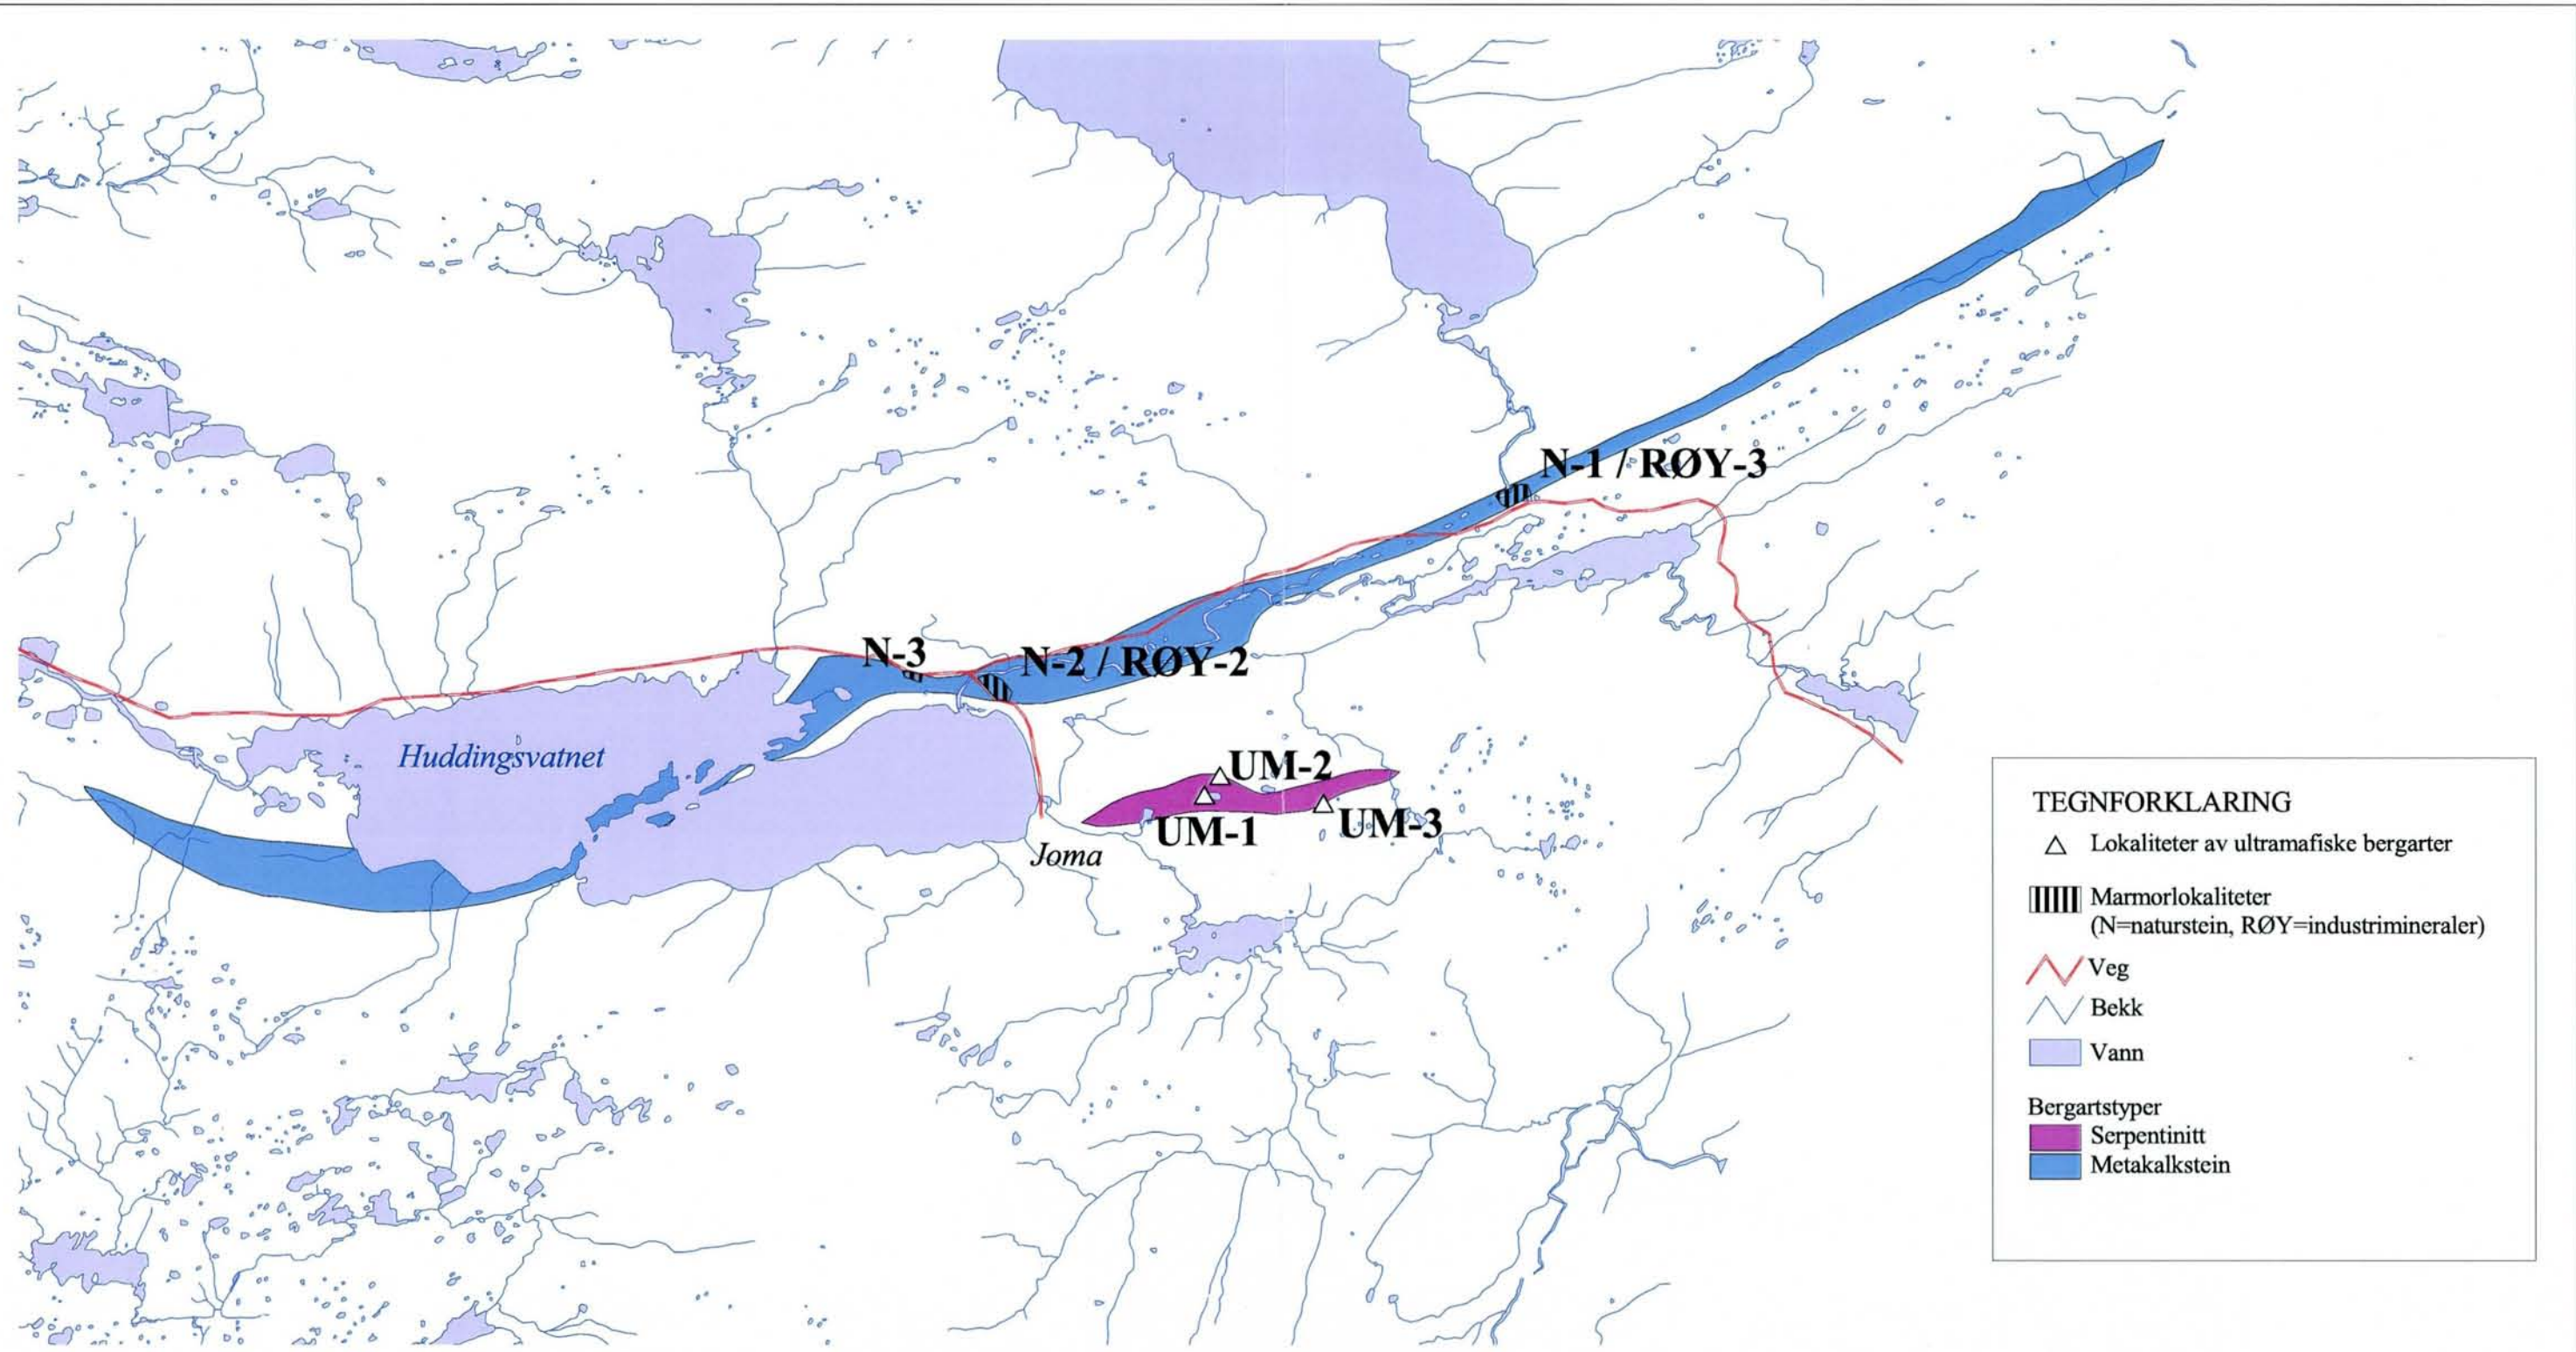 N-1 / RØY-3
N-3
N-2 / RØY-2
Huddingsvatnet
UM-2
UM-1
UM-3
Joma
TEGNFORKLARING
Lokaliteter av ultramafiske bergarter
Marmorlokaliteter
(N=naturstein, RØY=industrimineraler)
Veg
Bekk
Vann
Bergartstyper
Serpentinitt
Metakalkstein